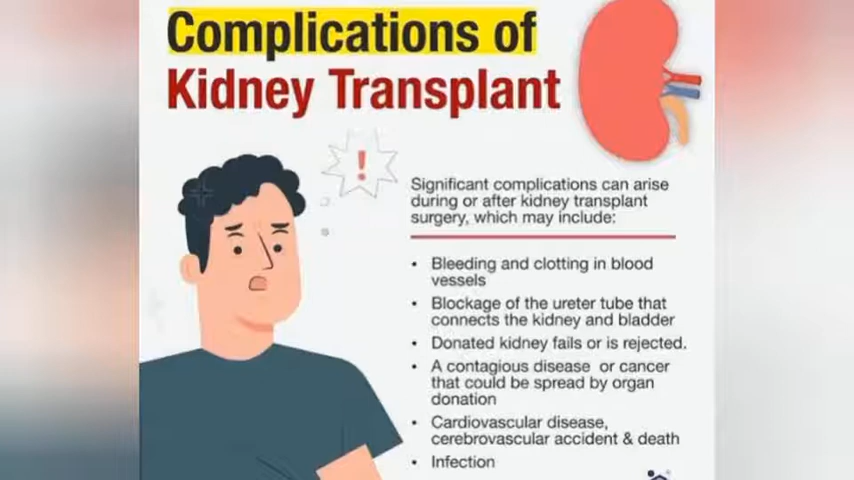 Complications of
Kidney Transplant
!
Significant complications can arise
during or after kidney transplant
surgery, which may include:
• Bleeding and clotting in blood
vessels
• Blockage of the ureter tube that
connects the kidney and bladder
• Donated kidney fails or is rejected.
• A contagious disease or cancer
that could be spread by organ
donation
• Cardiovascular disease,
cerebrovascular accident & death
• Infection